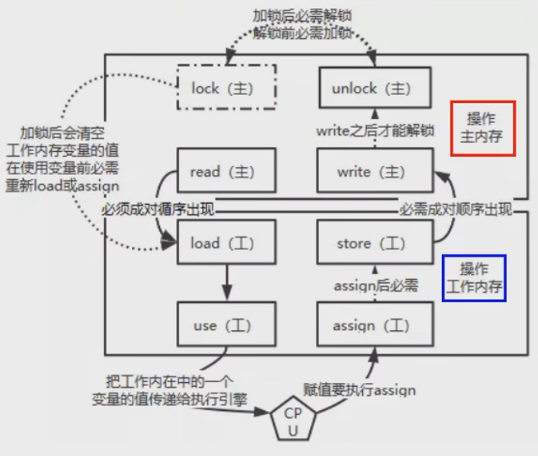 加锁后必需解锁
解锁前必需加锁
lock（主）
unlock（主）
加锁后会清空
工作内存变量的值
在使用变量前必需
重新load或assign
write之后才能解锁
操作
主内存
read（主）
write（主）
必须成对循序出现
必需成对顺序出现
load（工）
store（工）
assign后必需
操作
工作内存
use（工）
assign（工）
把工作内在中的一个
变量的值传递给执行引擎
赋值要执行assign
CP
U